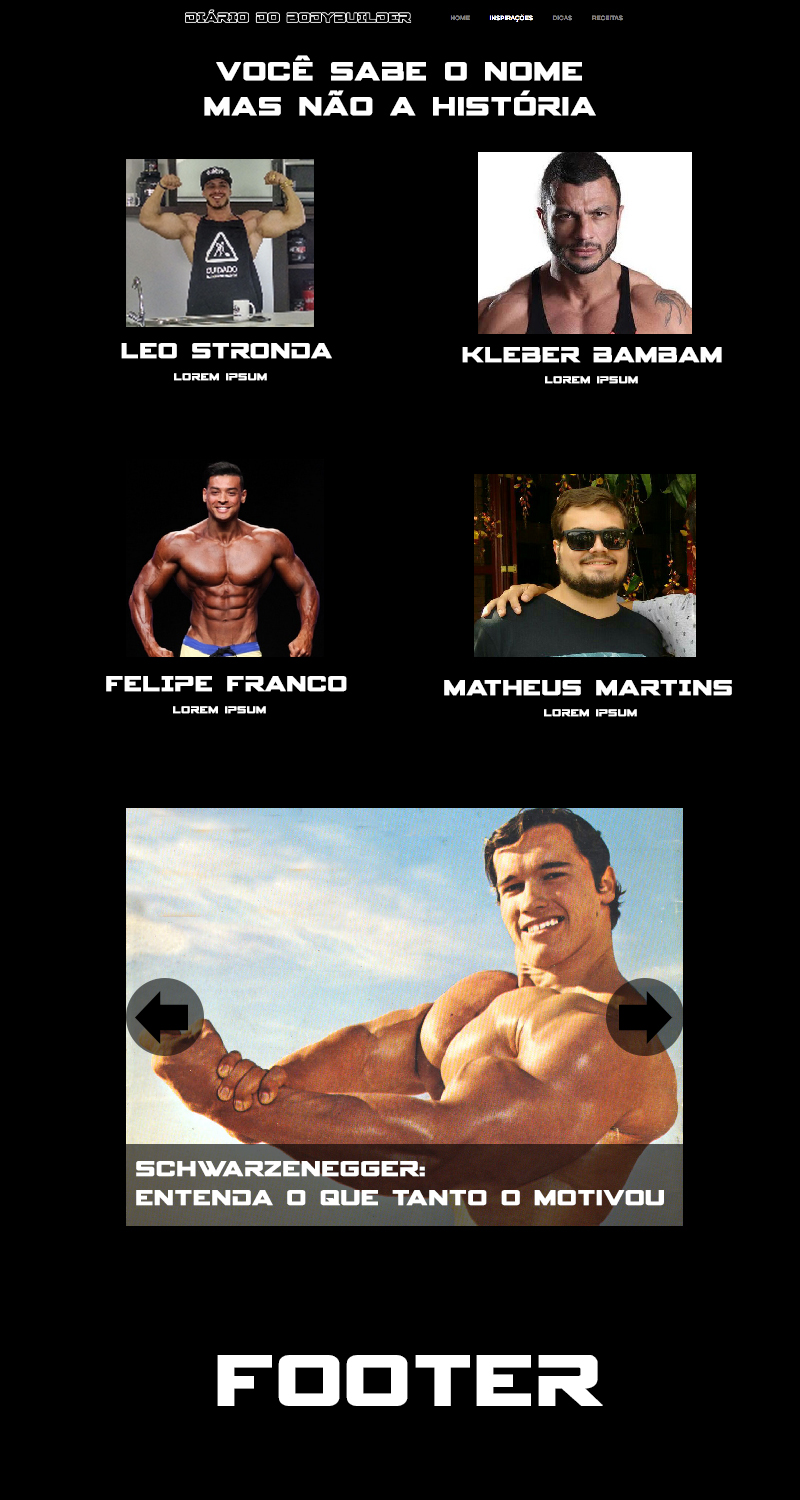 DIÁRIO DO BODYBUILDER
HOME INSPIRAÇÕES DICAS RECEITAS
VOCÊ SABE O NOME
MAS NÃO A HISTÓRIA
CUIDADO
LEO STRONDA
LOREM IPSUM
KLEBER BAMBAM
LOREM IPSUM
FELIPE FRANCO
LOREM IPSUM
MATHEUS MARTINS
LOREM IPSUM
SCHWARZENEGGER:
ENTENDA O QUE TANTO O MOTIVOU
FOOTER